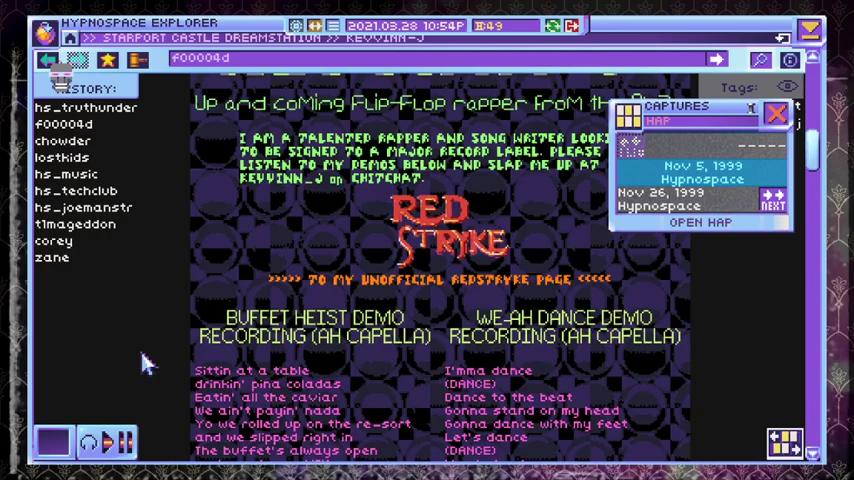 HYPNOSPACE EXPLORER
2021.03.28 10:54P
49
>> STARPORT CASTLE DREAMSTATION >> KEVVINN-J
f00004d
HISTORY:
hs_truthunder
f00004d
chowder
lostkids
hs_music
hs_techclub
hs_joemanstr
t1mageddon
corey
zane
Up and coming Flip-Flop rapper from the
I AM A TALENTED RAPPER AND SONG WRITER LOOKI
TO BE SIGNED TO A MAJOR RECORD LABEL. PLEASE
LISTEN TO MY DEMOS BELOW AND SLAP ME UP AT
KEVVINN_J on CHITCHAT.
RED
STRYKE
>>>>> TO MY UNOFFICIAL REDSTRYKE PAGE <<<<<
BUFFET HEIST DEMO
RECORDING (AH CAPELLA)
Sittin at a table
drinkin' pina coladas
Eatin' all the caviar
We ain't payin' nada
Yo we rolled up on the re-sort
and we slipped right in
The buffet's always open
WE-AH DANCE DEMO
RECORDING (AH CAPELLA)
I'mma dance
(DANCE)
Dance to the beat
Gonna stand on my head
Gonna dance with my feet
Let's dance
(DANCE)
Tags:
CAPTURES
HAP
-----
Nov 5, 1999
Hypnospace
Nov 26, 1999
Hypnospace
NEXT
OPEN HAP